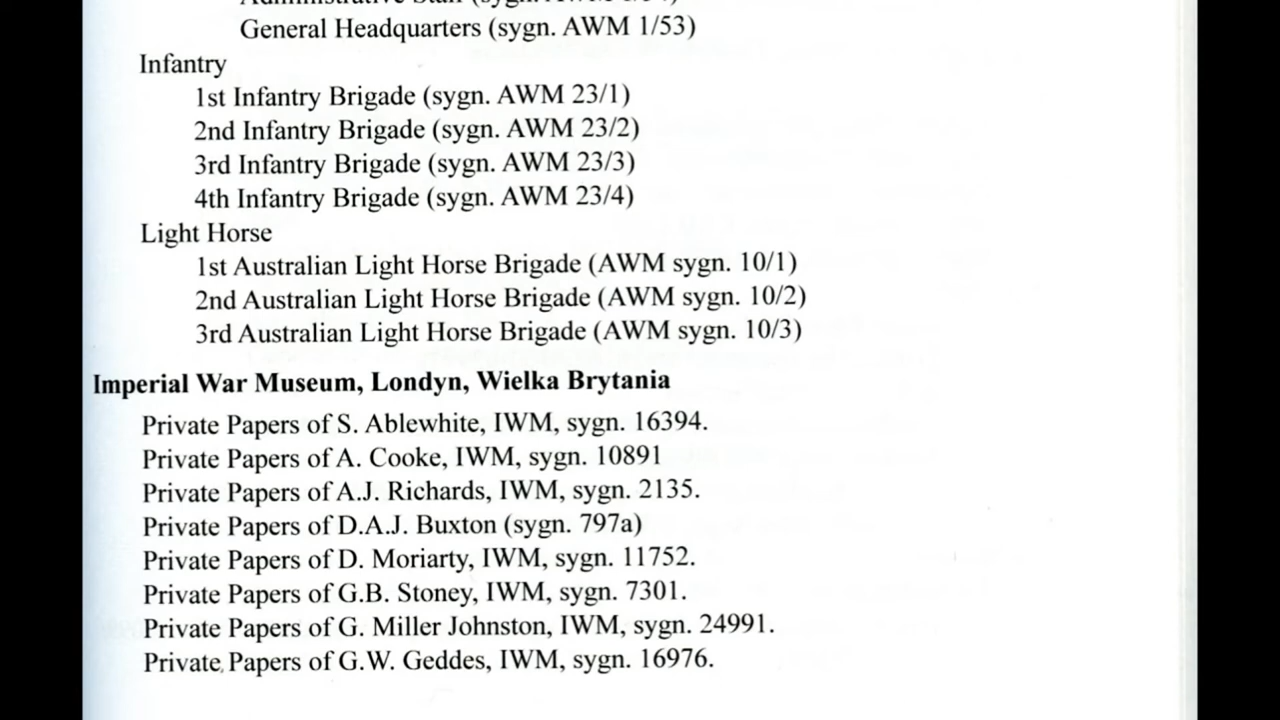 General Headquarters (sygn. AWM 1/53)
Infantry
1st Infantry Brigade (sygn. AWM 23/1)
2nd Infantry Brigade (sygn. AWM 23/2)
3rd Infantry Brigade (sygn. AWM 23/3)
4th Infantry Brigade (sygn. AWM 23/4)
Light Horse
1st Australian Light Horse Brigade (AWM sygn. 10/1)
2nd Australian Light Horse Brigade (AWM sygn. 10/2)
3rd Australian Light Horse Brigade (AWM sygn. 10/3)
Imperial War Museum, Londyn, Wielka Brytania
Private Papers of S. Ablewhite, IWM, sygn. 16394.
Private Papers of A. Cooke, IWM, sygn. 10891
Private Papers of A.J. Richards, IWM, sygn. 2135.
Private Papers of D.A.J. Buxton (sygn. 797a)
Private Papers of D. Moriarty, IWM, sygn. 11752.
Private Papers of G.B. Stoney, IWM, sygn. 7301.
Private Papers of G. Miller Johnston, IWM, sygn. 24991.
Private Papers of G.W. Geddes, IWM, sygn. 16976.